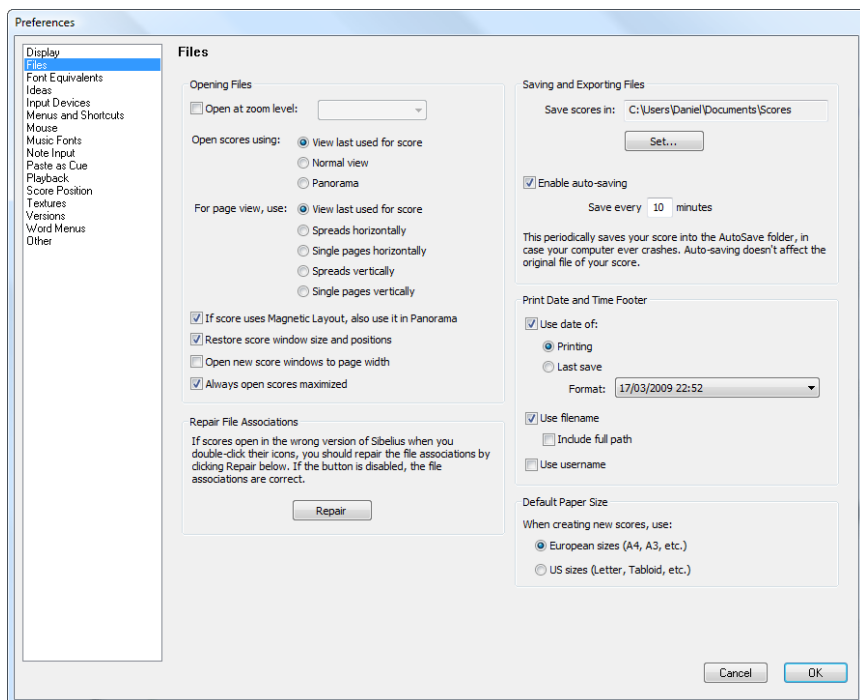 Preferences
Display
Files
Font Equivalents
Ideas
Input Devices
Menus and Shortcuts
Mouse
Music Fonts
Note Input
Paste as Cue
Playback
Score Position
Textures
Versions
Word Menus
Other
Files
Opening Files
Open at zoom level:
Open scores using:
View last used for score
Normal view
Panorama
For page view, use:
View last used for score
Spreads horizontally
Single pages horizontally
Spreads vertically
Single pages vertically
If score uses Magnetic Layout, also use it in Panorama
Restore score window size and positions
Open new score windows to page width
Always open scores maximized
Repair File Associations
If scores open in the wrong version of Sibelius when you
double-click their icons, you should repair the file associations by
clicking Repair below. If the button is disabled, the file
associations are correct.
Repair
Saving and Exporting Files
Save scores in: C:\Users\Daniel\Documents\Scores
Set...
Enable auto-saving
Save every 10 minutes
This periodically saves your score into the AutoSave folder, in
case your computer ever crashes. Auto-saving doesn't affect the
original file of your score.
Print Date and Time Footer
Use date of:
Printing
Last save
Format: 17/03/2009 22:52
Use filename
Include full path
Use username
Default Paper Size
When creating new scores, use:
European sizes (A4, A3, etc.)
US sizes (Letter, Tabloid, etc.)
Cancel
OK